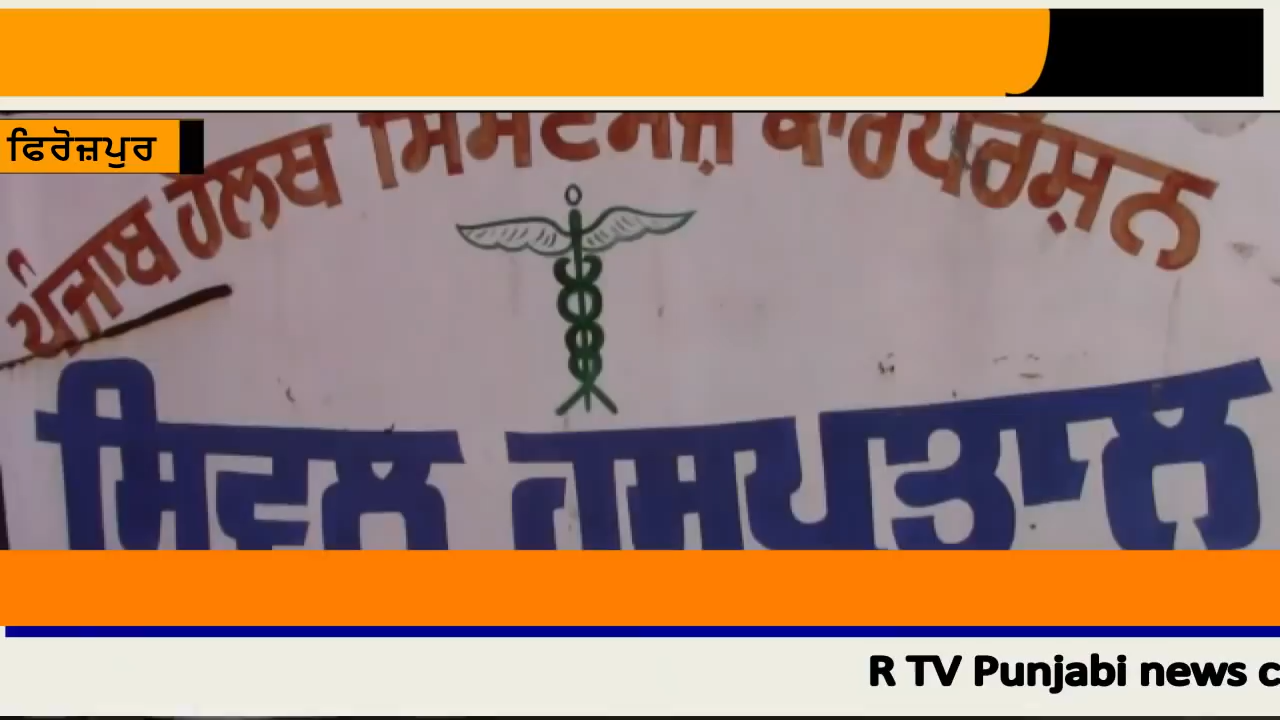 ਫਿਰੋਜ਼ਪੁਰ
ਪੰਜਾਬ ਹੈਲਥ ਸਿਸਟਮਜ਼ ਕਾਰਪੋਰੇਸ਼ਨ
ਸਿਵਲ ਹਸਪਤਾਲ
R TV Punjabi news c